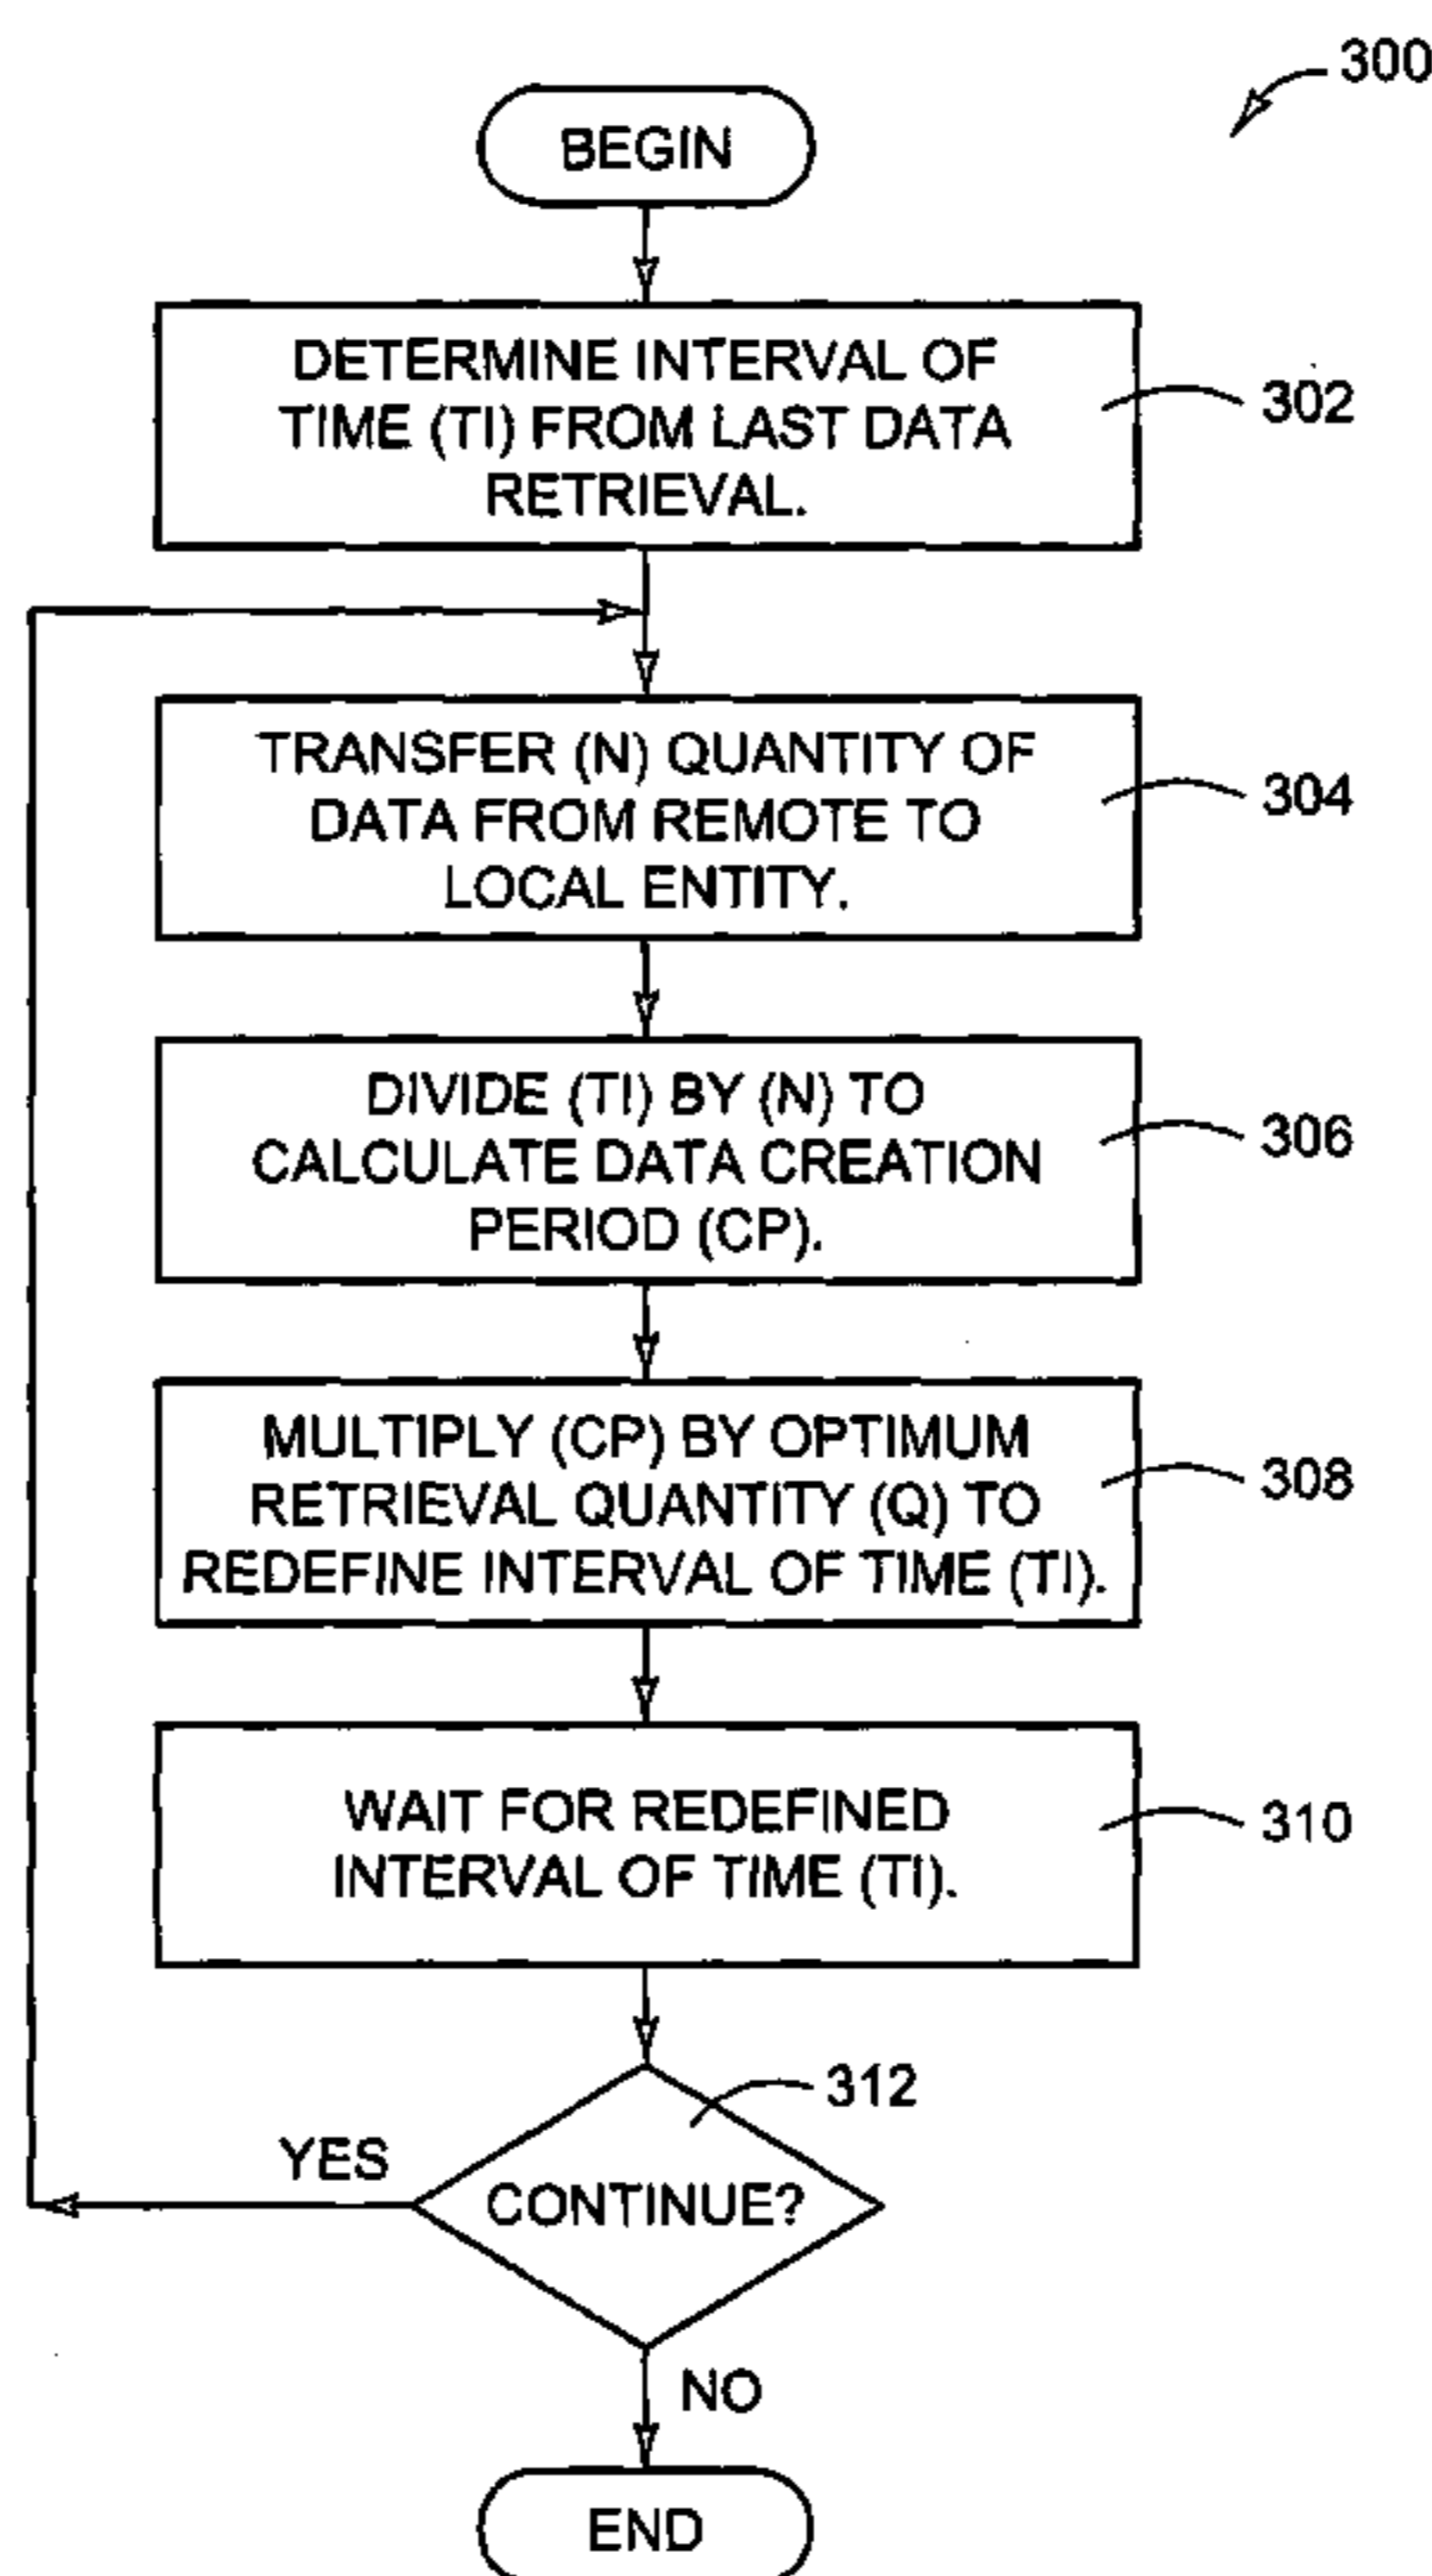 300
BEGIN
DETERMINE INTERVAL OF
TIME (TI) FROM LAST DATA
RETRIEVAL.
302
TRANSFER (N) QUANTITY OF
DATA FROM REMOTE TO
LOCAL ENTITY.
304
DIVIDE (TI) BY (N) TO
CALCULATE DATA CREATION
PERIOD (CP).
306
MULTIPLY (CP) BY OPTIMUM
RETRIEVAL QUANTITY (Q) TO
REDEFINE INTERVAL OF TIME (TI).
308
WAIT FOR REDEFINED
INTERVAL OF TIME (TI).
310
312
YES
CONTINUE?
NO
END